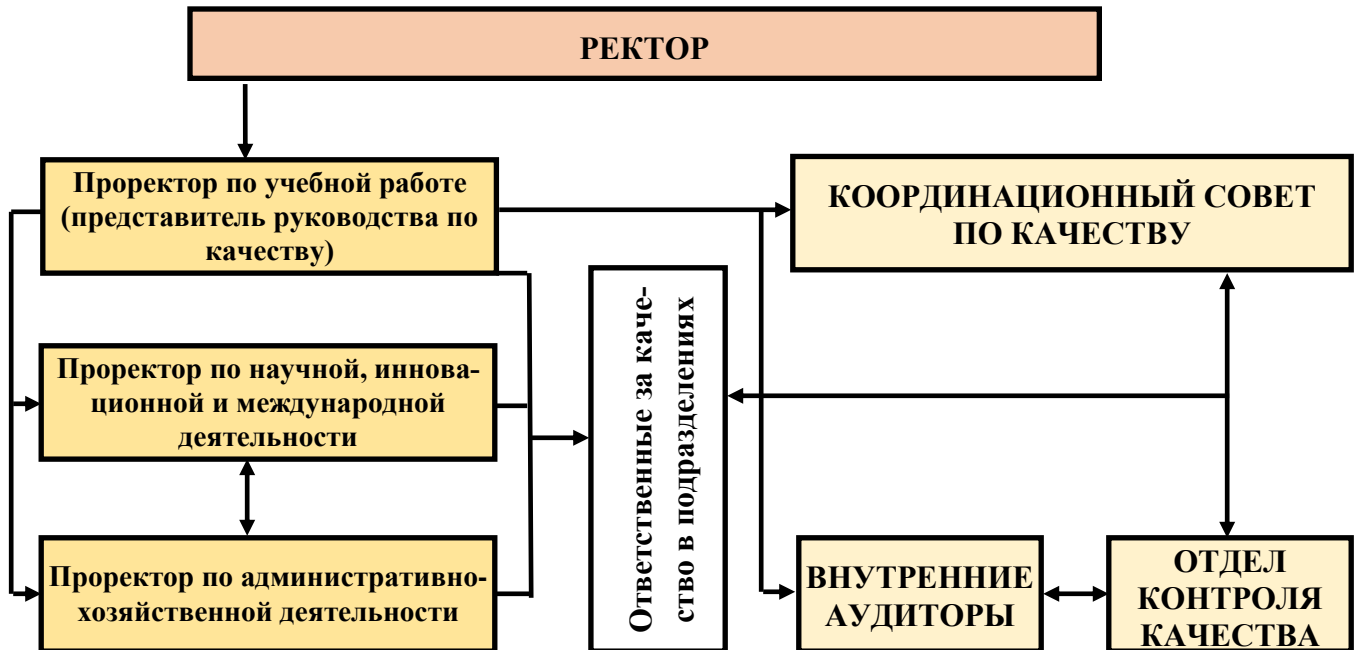 РЕКТОР
Проректор по учебной работе
(представитель руководства по
качеству)
КООРДИНАЦИОННЫЙ СОВЕТ
ПО КАЧЕСТВУ
Проректор по научной, иннова-
ционной и международной
деятельности
Ответственные за каче-
ство в подразделениях
Проректор по административно-
хозяйственной деятельности
ВНУТРЕННИЕ
АУДИТОРЫ
ОТДЕЛ
КОНТРОЛЯ
КАЧЕСТВА